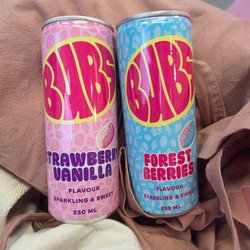 BUBS
STRAWBERRY
VANILLA
FLAVOUR
SPARKLING & SWEET
250 ML
BUBS
FOREST
BERRIES
FLAVOUR
SPARKLING & SWEET
250 ML